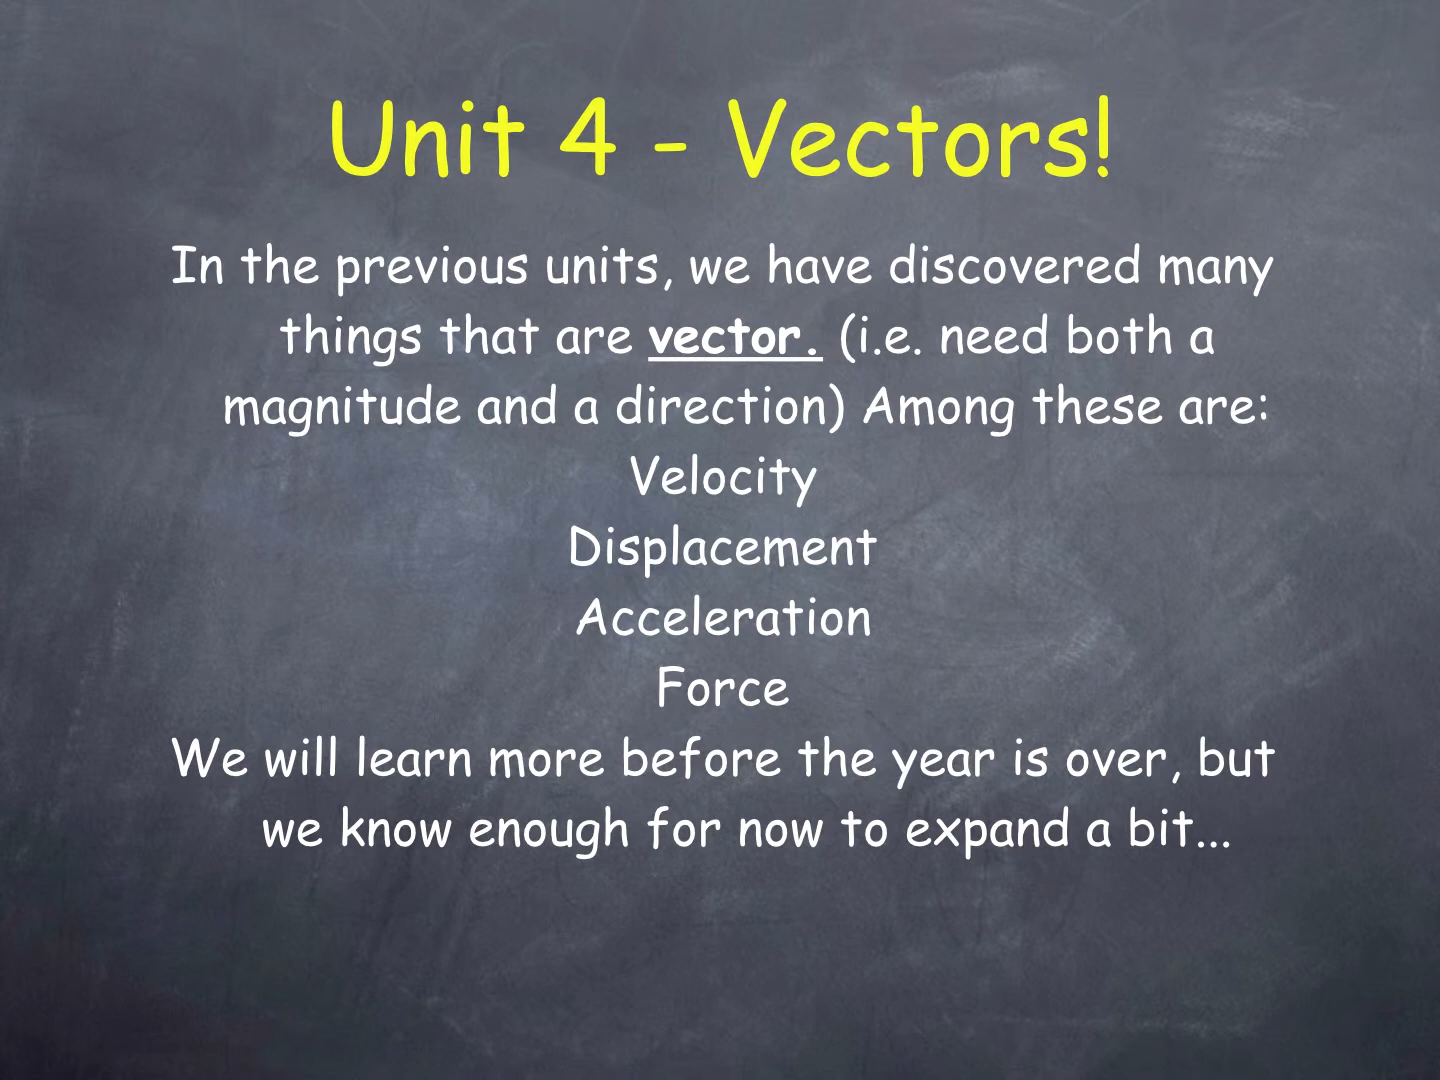 Unit 4 - Vectors!
In the previous units, we have discovered many
things that are vector. (i.e. need both a
magnitude and a direction) Among these are:
Velocity
Displacement
Acceleration
Force
We will learn more before the year is over, but
we know enough for now to expand a bit...